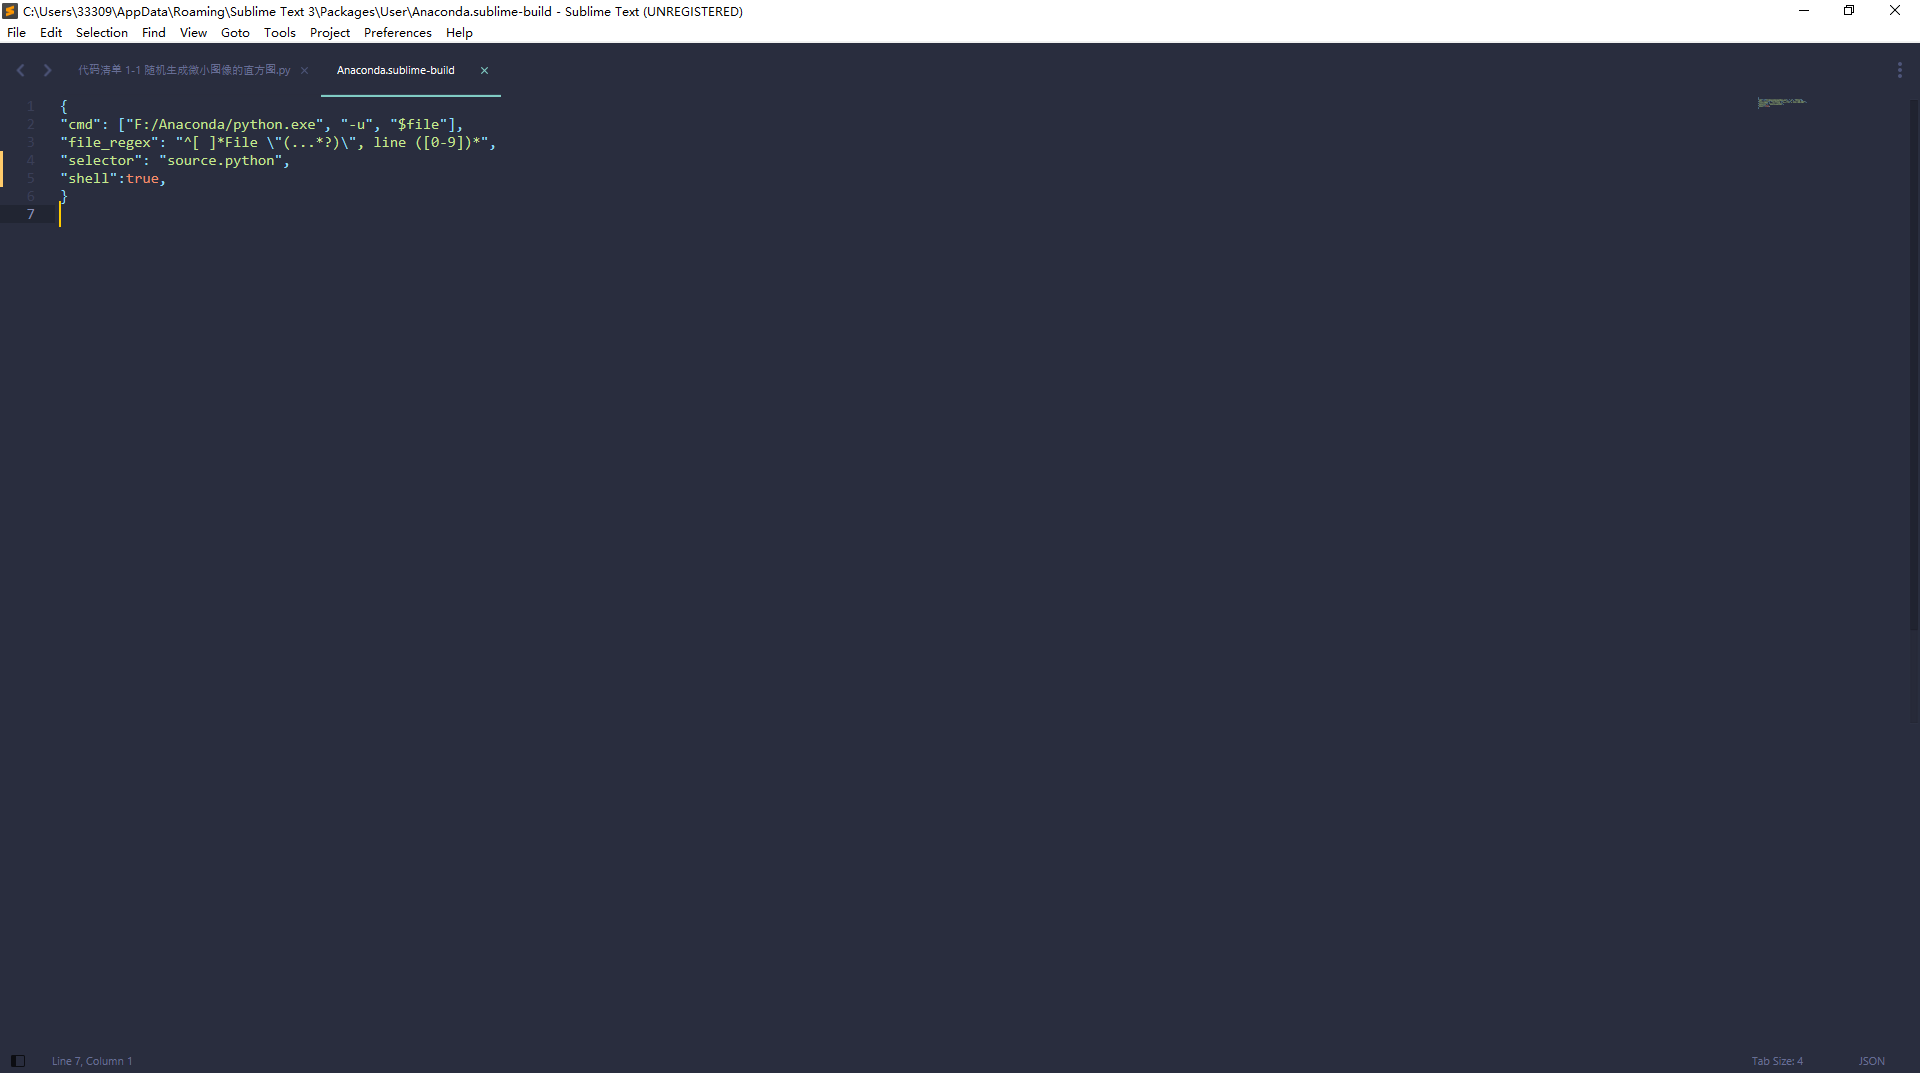 C:\Users\33309\AppData\Roaming\Sublime Text 3\Packages\User\Anaconda.sublime-build - Sublime Text (UNREGISTERED)
File Edit Selection Find View Goto Tools Project Preferences Help
代码清单 1-1 随机生成微小图像的直方图.py Anaconda.sublime-build
1 {
2 "cmd": ["F:/Anaconda/python.exe", "-u", "$file"],
3 "file_regex": "^[ ]*File \"(...*?)\", line ([0-9])*",
4 "selector": "source.python",
5 "shell":true,
6 }
7
Line 7, Column 1 Tab Size: 4 JSON